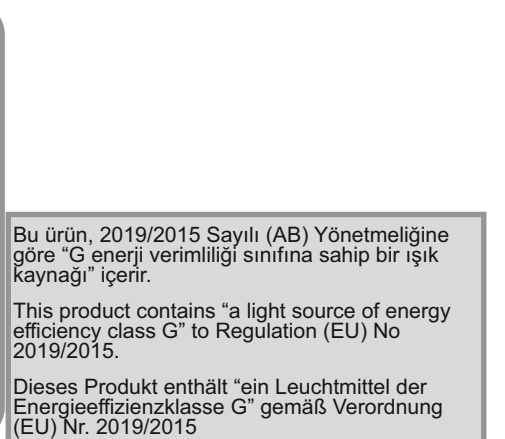 Bu ürün, 2019/2015 Sayılı (AB) Yönetmeliğine
göre “G enerji verimliliği sınıfına sahip bir ışık
kaynağı” içerir.
This product contains “a light source of energy
efficiency class G” to Regulation (EU) No
2019/2015.
Dieses Produkt enthält “ein Leuchtmittel der
Energieeffizienzklasse G” gemäß Verordnung
(EU) Nr. 2019/2015